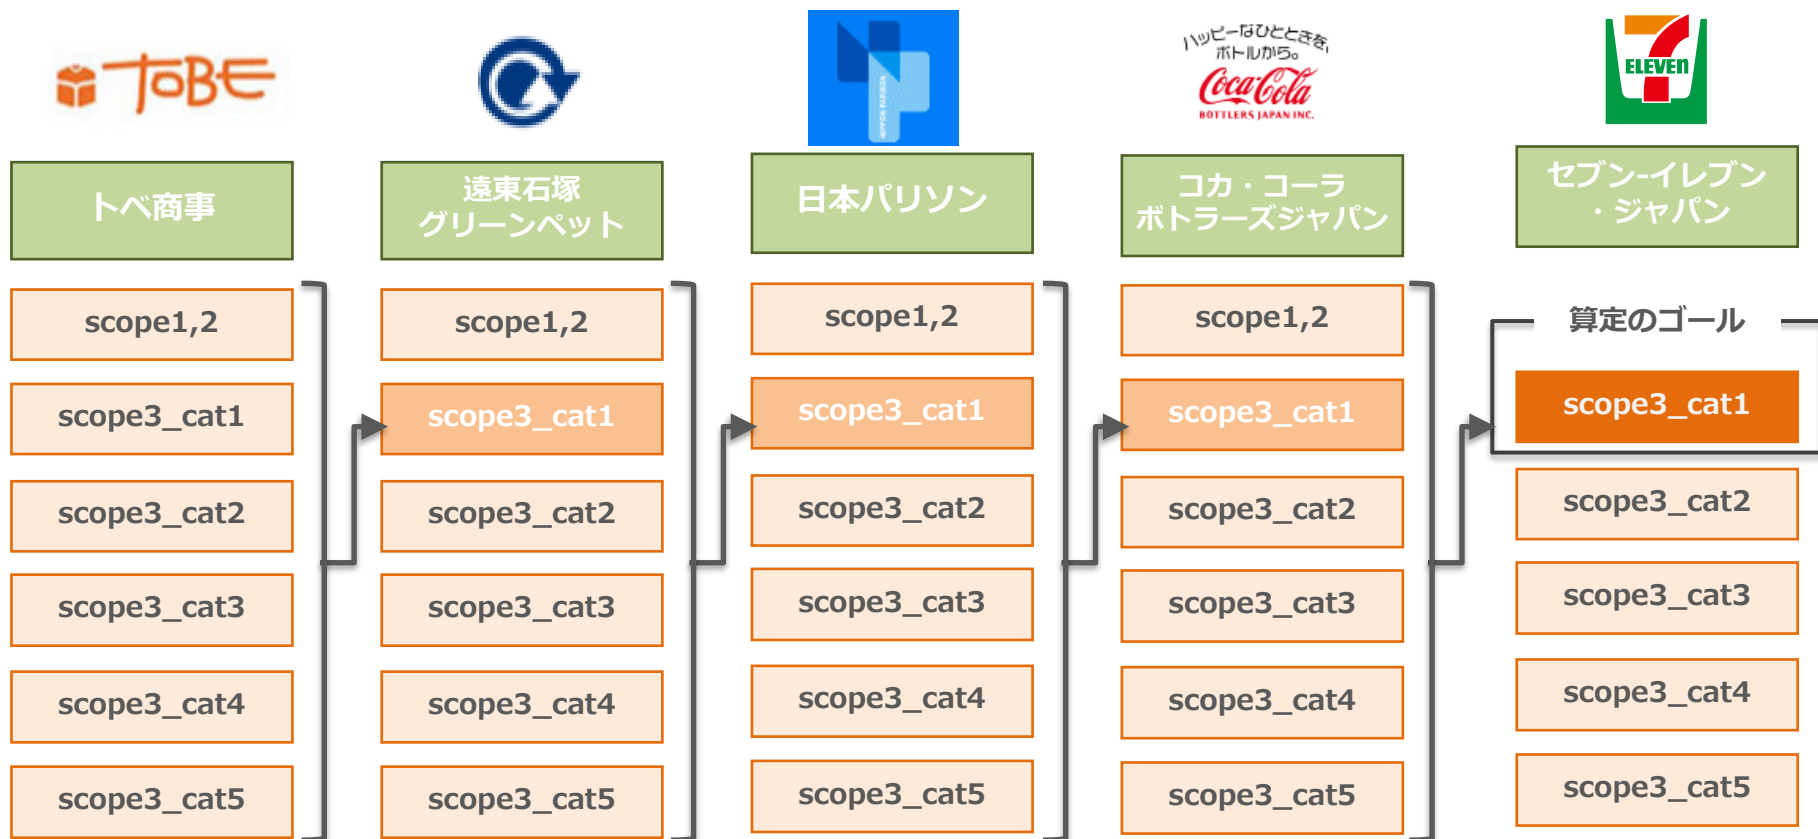 TOBE
NIPPON PARISON
ハッピーなひとときを、
ボトルから。
Coca-Cola
BOTTLERS JAPAN INC.
7
ELEVEN
トベ商事
遠東石塚
グリーンペット
日本パリソン
コカ・コーラ
ボトラーズジャパン
セブン-イレブン
・ジャパン
scope1,2
scope3_cat1
scope3_cat2
scope3_cat3
scope3_cat4
scope3_cat5
scope1,2
scope3_cat1
scope3_cat2
scope3_cat3
scope3_cat4
scope3_cat5
scope1,2
scope3_cat1
scope3_cat2
scope3_cat3
scope3_cat4
scope3_cat5
scope1,2
scope3_cat1
scope3_cat2
scope3_cat3
scope3_cat4
scope3_cat5
算定のゴール
scope3_cat1
scope3_cat2
scope3_cat3
scope3_cat4
scope3_cat5